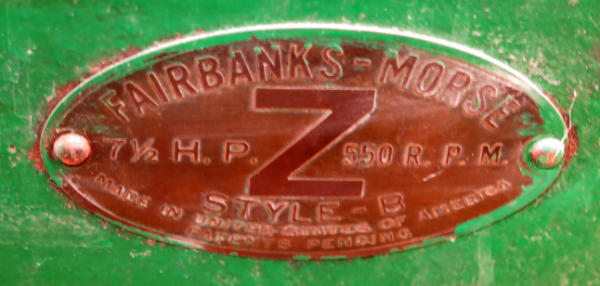 FAIRBANKS-MORSE
Z
7½ H.P. 550 R.P.M.
STYLE-B
MADE IN UNITED STATES OF AMERICA
PATENTS PENDING